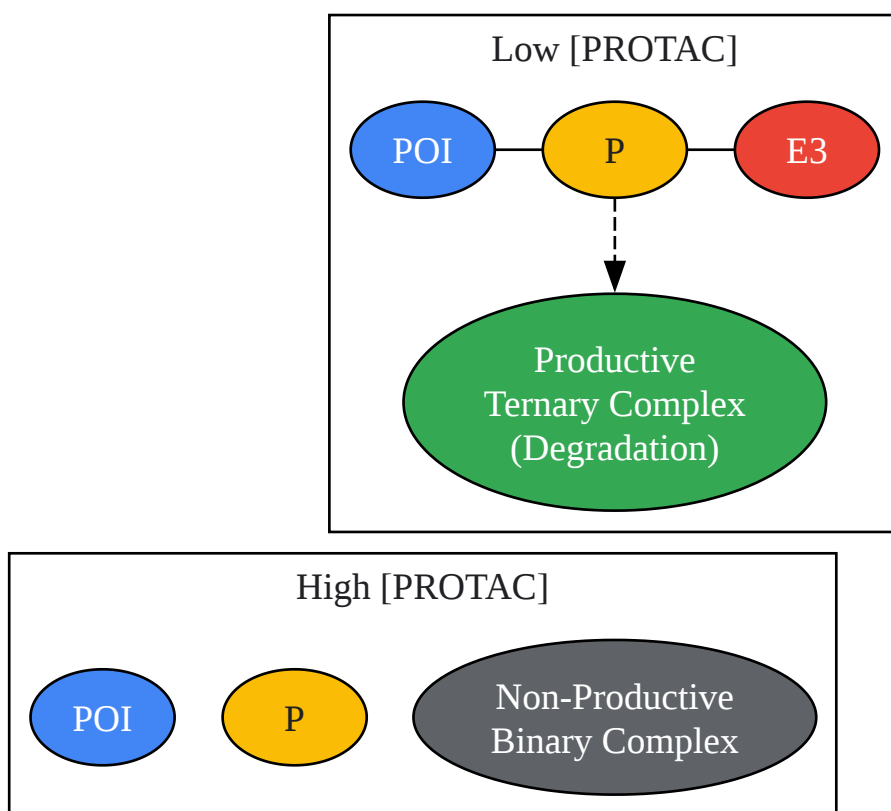 Low [PROTAC]
POI
P
E3
Productive
Ternary Complex
(Degradation)
High [PROTAC]
POI
P
Non-Productive
Binary Complex